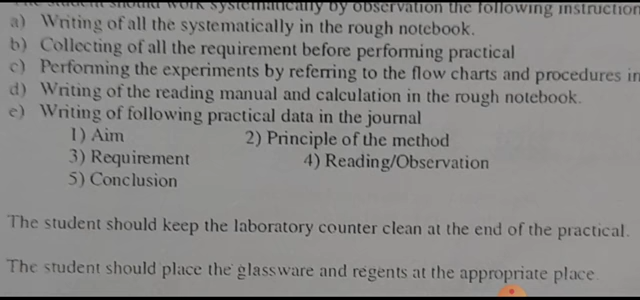 The student should work systematically by observation the following instruction
a) Writing of all the systematically in the rough notebook.
b) Collecting of all the requirement before performing practical
c) Performing the experiments by referring to the flow charts and procedures in
d) Writing of the reading manual and calculation in the rough notebook.
e) Writing of following practical data in the journal
1) Aim 2) Principle of the method
3) Requirement 4) Reading/Observation
5) Conclusion
The student should keep the laboratory counter clean at the end of the practical.
The student should place the glassware and regents at the appropriate place.